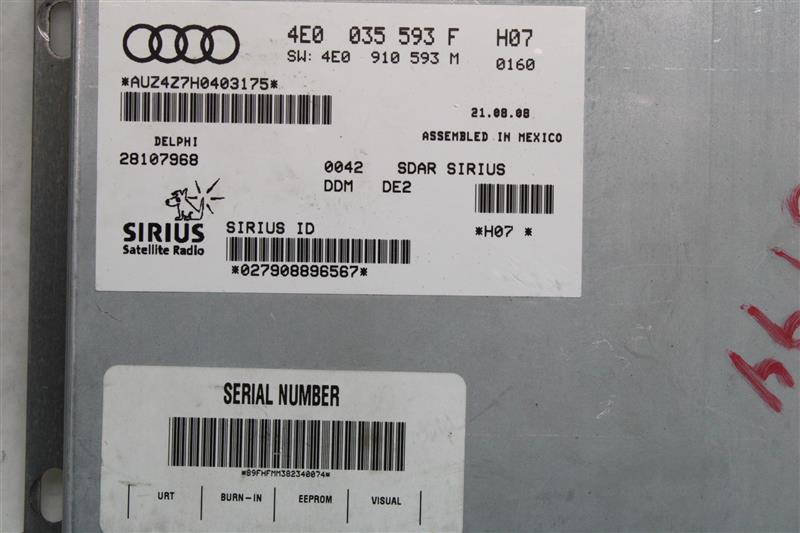 4E0 035 593 F H07
SW: 4E0 910 593 M 0160
*AUZ4Z7H0403175*
21.08.08
ASSEMBLED IN MEXICO
DELPHI
28107968
0042 SDAR SIRIUS
DDM DE2
SIRIUS
Satellite Radio
SIRIUS ID
*H07 *
*027908896567*
SERIAL NUMBER
*89FHFMM382340074*
URT BURN-IN EEPROM VISUAL